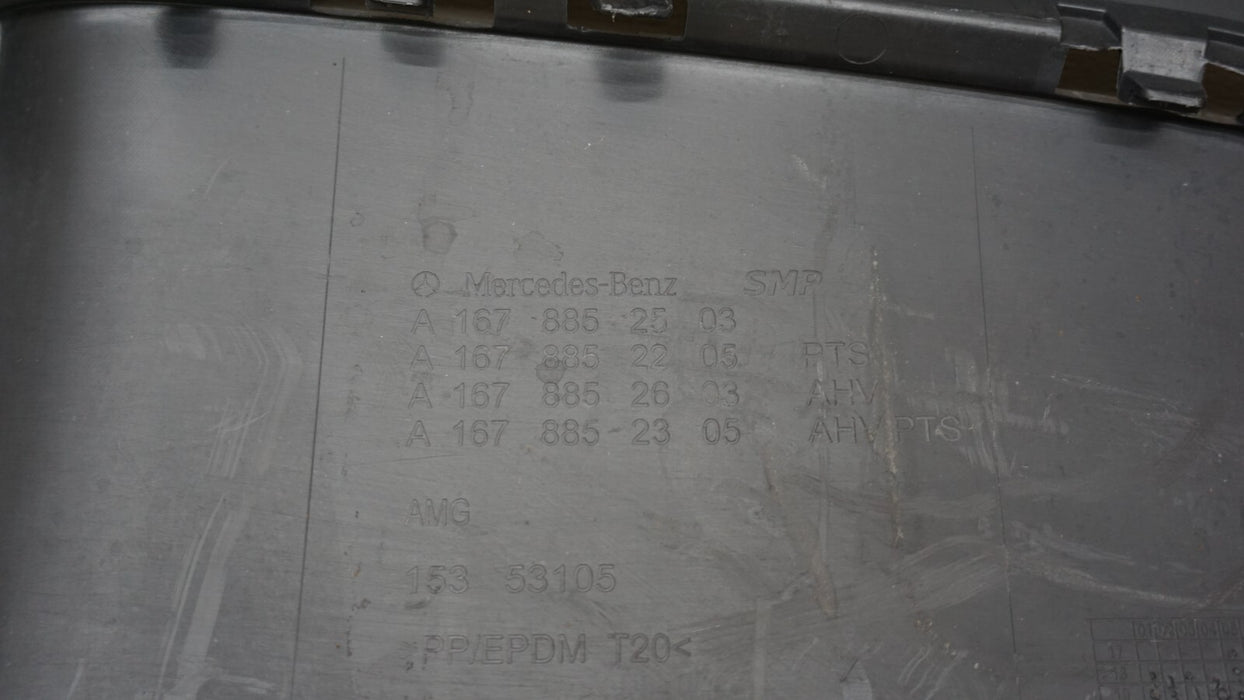 Mercedes-Benz SMP
A 167 885 25 03
A 167 885 22 05 PTS
A 167 885 26 03 AHV
A 167 885 23 05 AHV PTS
AMG
153 53105
PP/EPDM T20<